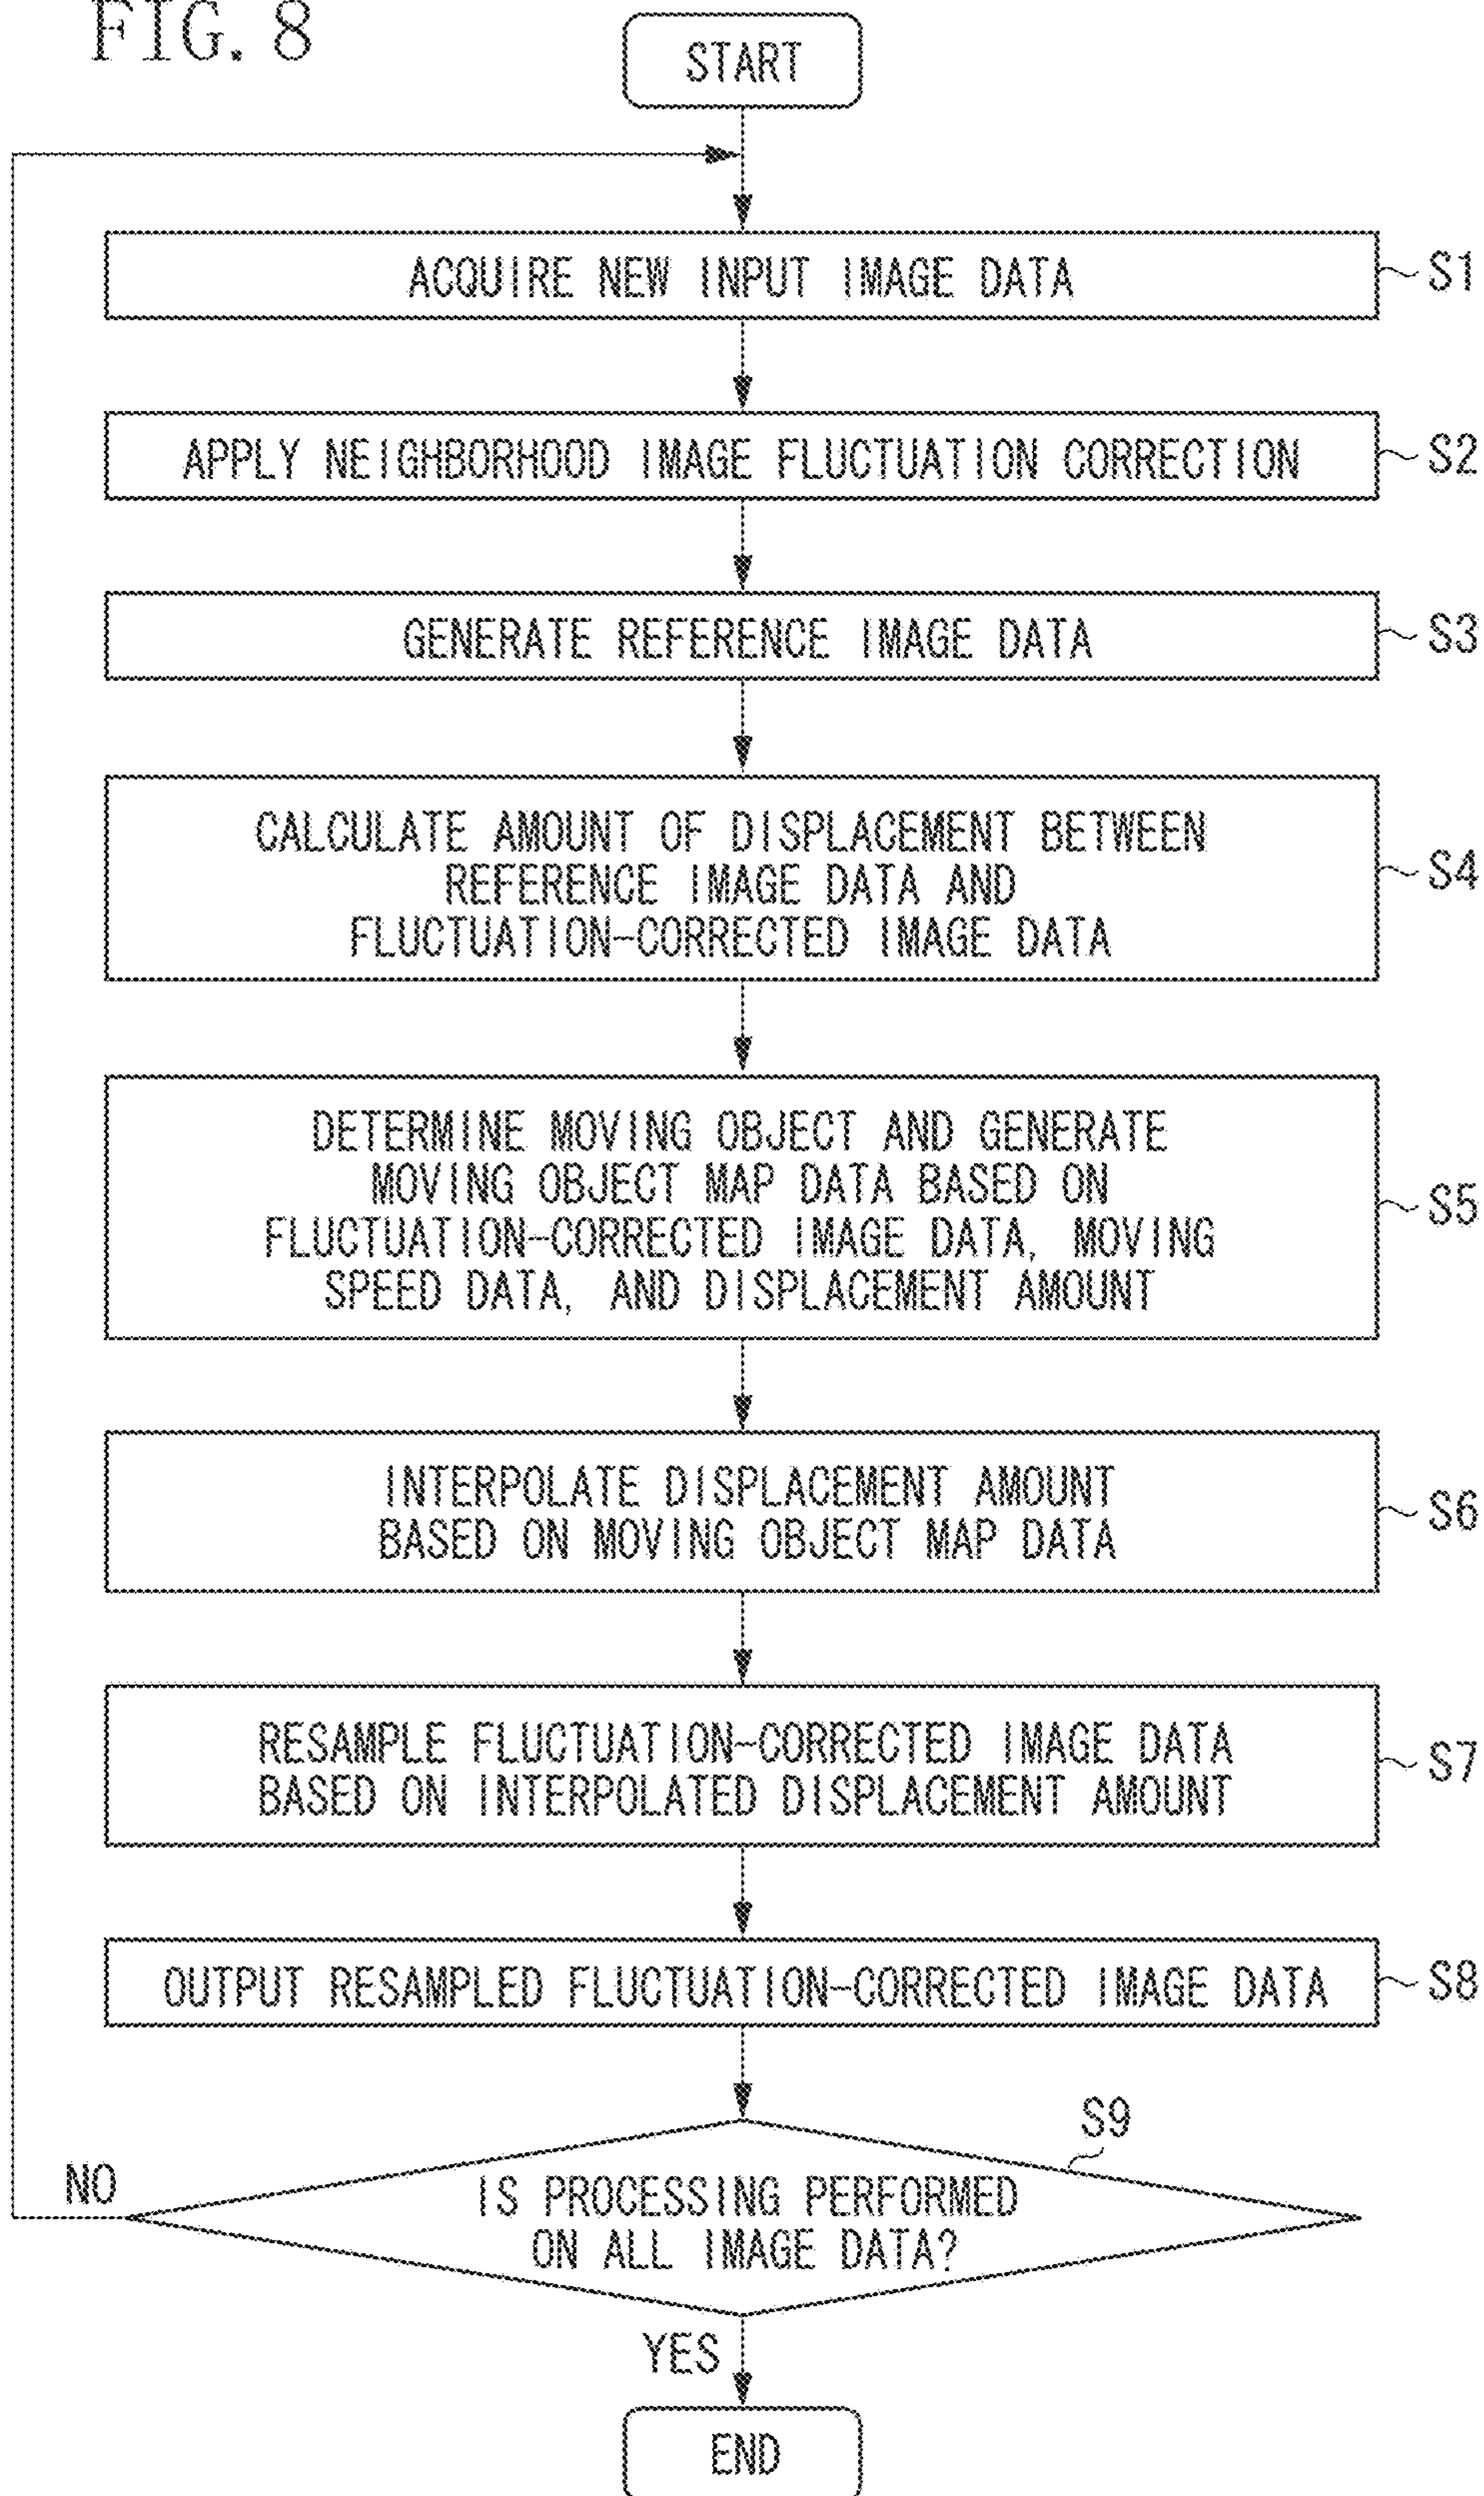 FIG. 8
START
ACQUIRE NEW INPUT IMAGE DATA
S1
APPLY NEIGHBORHOOD IMAGE FLUCTUATION CORRECTION
S2
GENERATE REFERENCE IMAGE DATA
S3
CALCULATE AMOUNT OF DISPLACEMENT BETWEEN
REFERENCE IMAGE DATA AND
FLUCTUATION-CORRECTED IMAGE DATA
S4
DETERMINE MOVING OBJECT AND GENERATE
MOVING OBJECT MAP DATA BASED ON
FLUCTUATION-CORRECTED IMAGE DATA, MOVING
SPEED DATA, AND DISPLACEMENT AMOUNT
S5
INTERPOLATE DISPLACEMENT AMOUNT
BASED ON MOVING OBJECT MAP DATA
S6
RESAMPLE FLUCTUATION-CORRECTED IMAGE DATA
BASED ON INTERPOLATED DISPLACEMENT AMOUNT
S7
OUTPUT RESAMPLED FLUCTUATION-CORRECTED IMAGE DATA
S8
S9
NO
IS PROCESSING PERFORMED
ON ALL IMAGE DATA?
YES
END